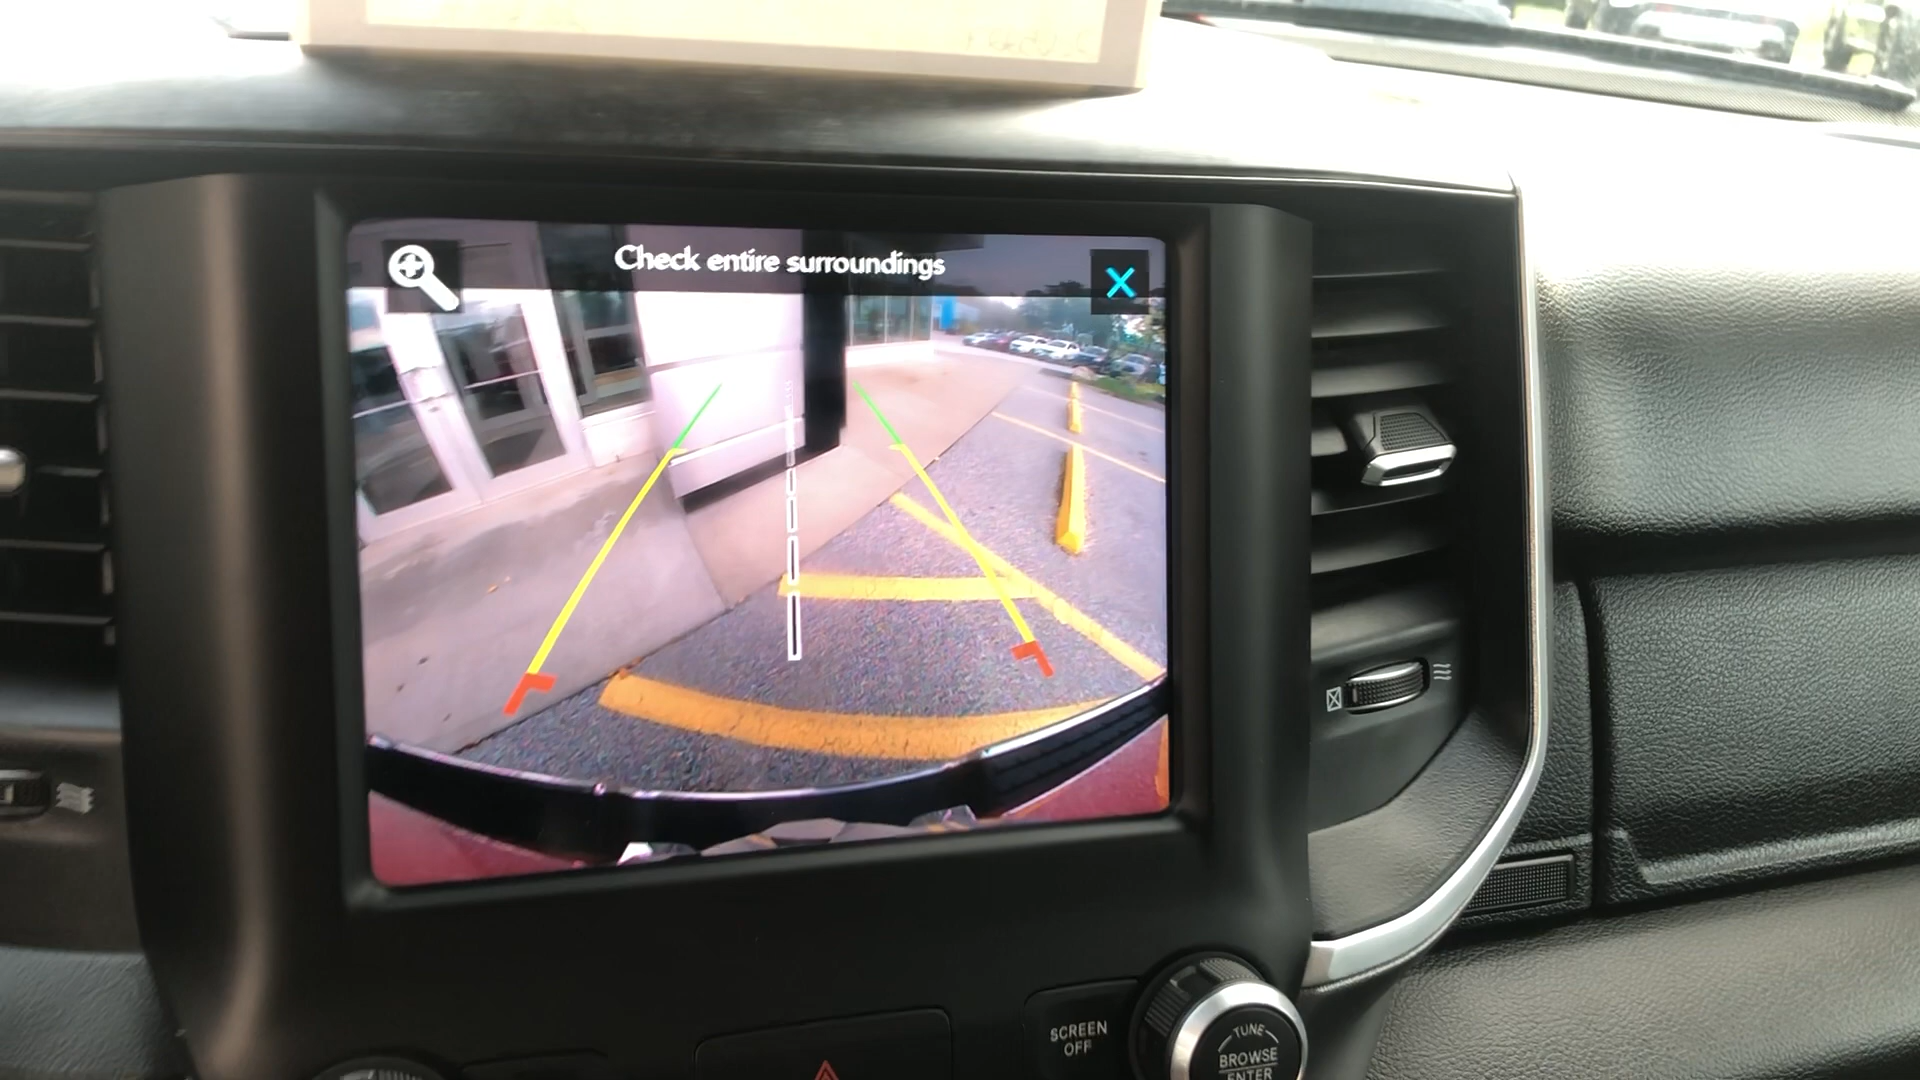 Check entire surroundings
SCREEN
OFF
TUNE
BROWSE
ENTER